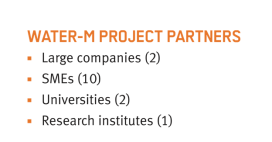 WATER-M PROJECT PARTNERS
▪ Large companies (2)
▪ SMEs (10)
▪ Universities (2)
▪ Research institutes (1)